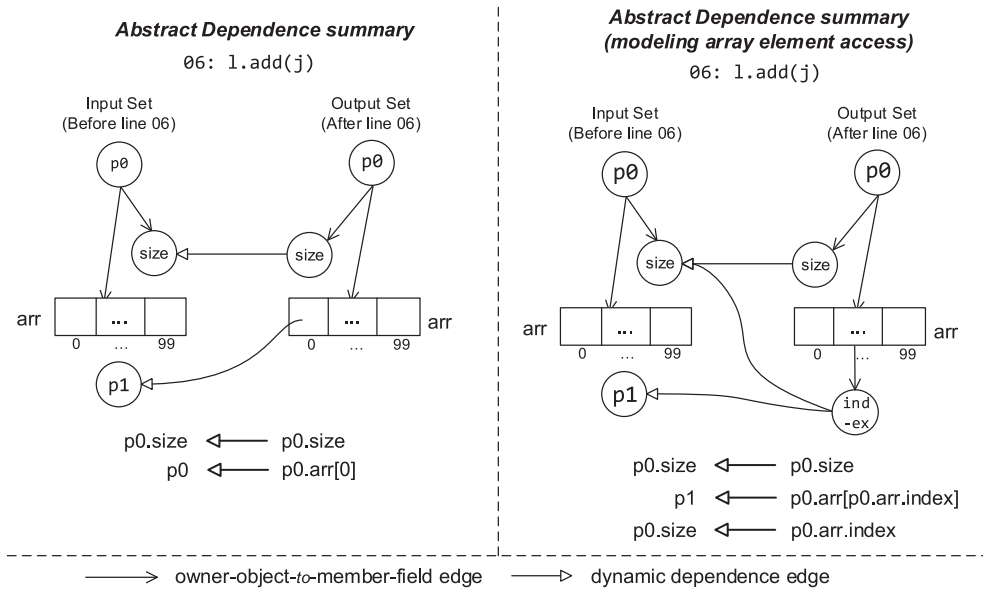 Abstract Dependence summary
06: l.add(j)
Input Set
(Before line 06)
Output Set
(After line 06)
p0
p0
size
size
arr
...
...
arr
0 ... 99
0 ... 99
p1
p0.size p0.size
p0 p0.arr[0]
Abstract Dependence summary
(modeling array element access)
06: l.add(j)
Input Set
(Before line 06)
Output Set
(After line 06)
p0
p0
size
size
arr
...
...
arr
0 ... 99
0 ... 99
p1
ind
-ex
p0.size p0.size
p1 p0.arr[p0.arr.index]
p0.size p0.arr.index
owner-object-to-member-field edge
dynamic dependence edge